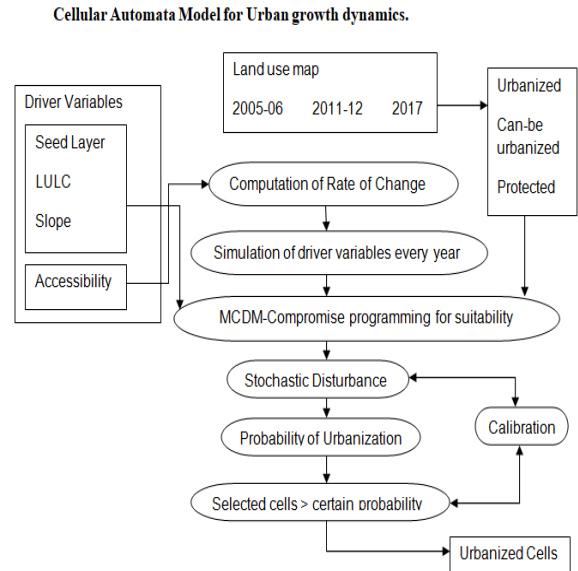 Cellular Automata Model for Urban growth dynamics.
Land use map
2005-06 2011-12 2017
Urbanized
Can-be
urbanized
Protected
Driver Variables
Seed Layer
LULC
Slope
Accessibility
Computation of Rate of Change
Simulation of driver variables every year
MCDM-Compromise programming for suitability
Stochastic Disturbance
Probability of Urbanization
Calibration
Selected cells > certain probability
Urbanized Cells